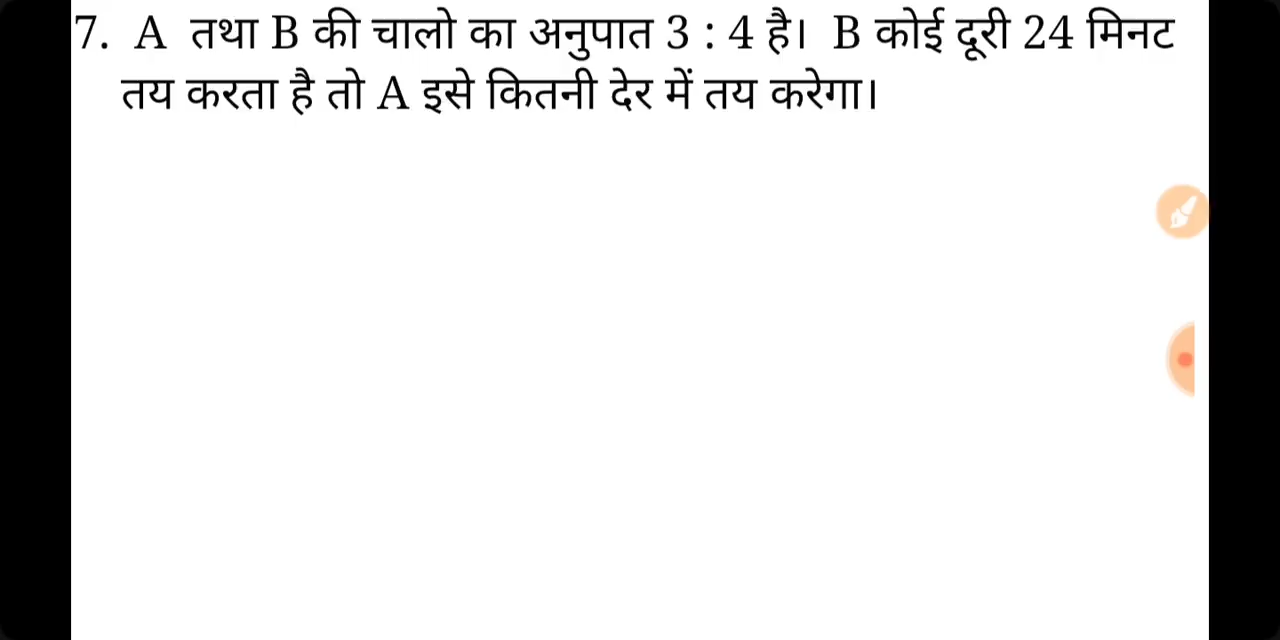 7. A तथा B की चालो का अनुपात 3 : 4 है। B कोई दूरी 24 मिनट
तय करता है तो A इसे कितनी देर में तय करेगा।